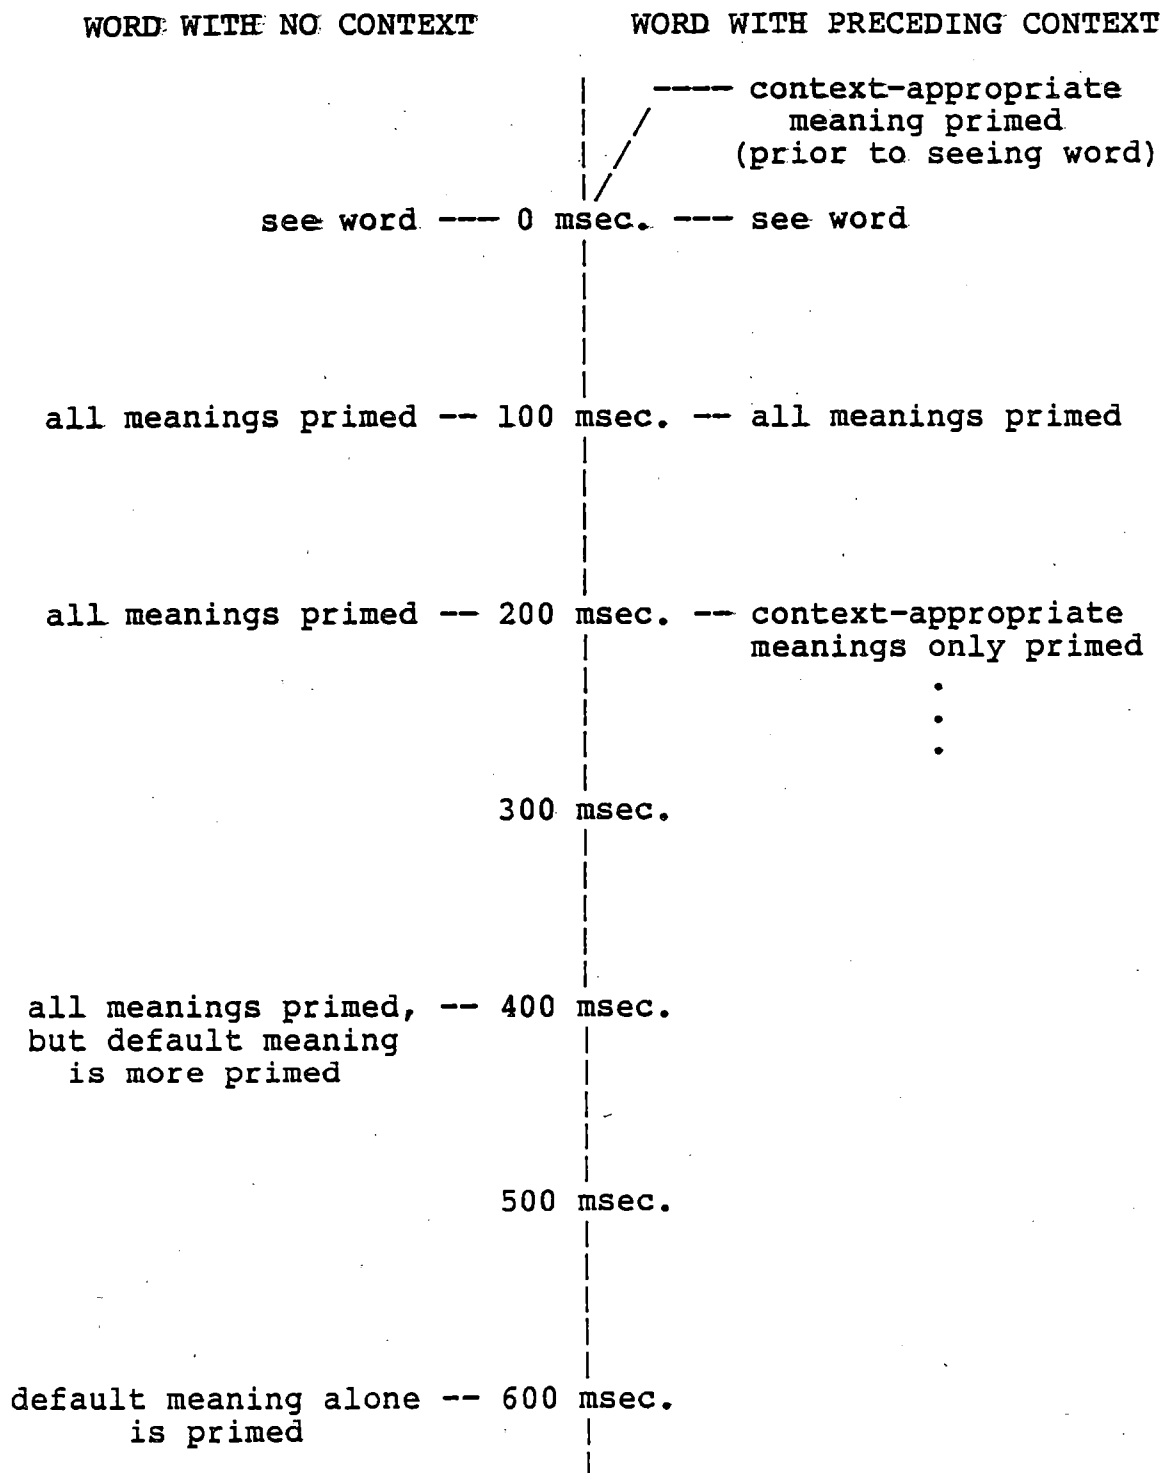 WORD WITH NO CONTEXT WORD WITH PRECEDING CONTEXT
---- context-appropriate
meaning primed
(prior to seeing word)
see word --- 0 msec. --- see word
all meanings primed -- 100 msec. -- all meanings primed
all meanings primed -- 200 msec. -- context-appropriate
meanings only primed
.
.
.
300 msec.
all meanings primed, -- 400 msec.
but default meaning
is more primed
500 msec.
default meaning alone -- 600 msec.
is primed